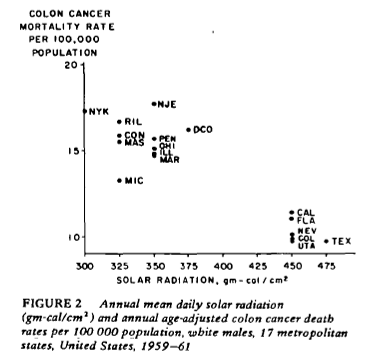 COLON CANCER
MORTALITY RATE
PER 100,000
POPULATION
20
NJE
NYK
RIL
DCO
CON
PEN
MAS
OHI
15
ILL
MAR
MIC
CAL
FLA
NEV
COL
10
TEX
UTA
300 325 350 375 400 425 450 475 500
SOLAR RADIATION, gm-cal/cm²
FIGURE 2 Annual mean daily solar radiation
(gm-cal/cm²) and annual age-adjusted colon cancer death
rates per 100 000 population, white males, 17 metropolitan
states, United States, 1959–61